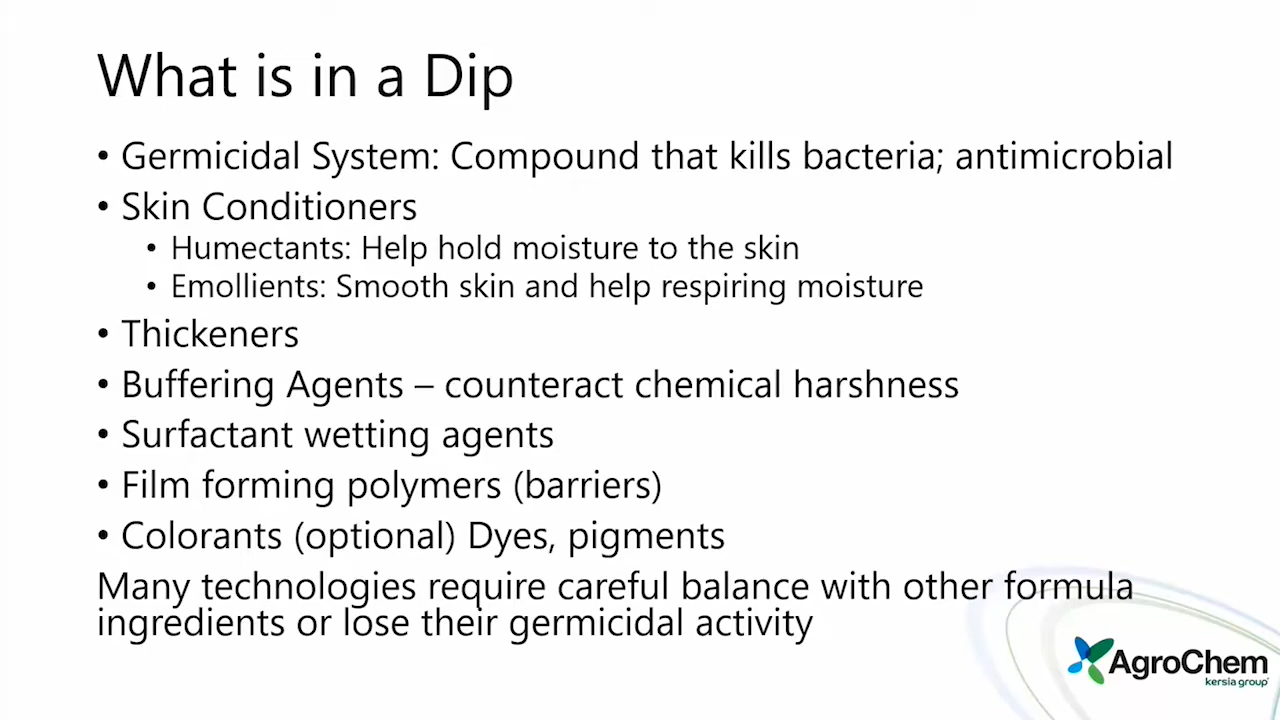 What is in a Dip
• Germicidal System: Compound that kills bacteria; antimicrobial
• Skin Conditioners
• Humectants: Help hold moisture to the skin
• Emollients: Smooth skin and help respiring moisture
• Thickeners
• Buffering Agents – counteract chemical harshness
• Surfactant wetting agents
• Film forming polymers (barriers)
• Colorants (optional) Dyes, pigments
Many technologies require careful balance with other formula
ingredients or lose their germicidal activity
AgroChem
kersia group